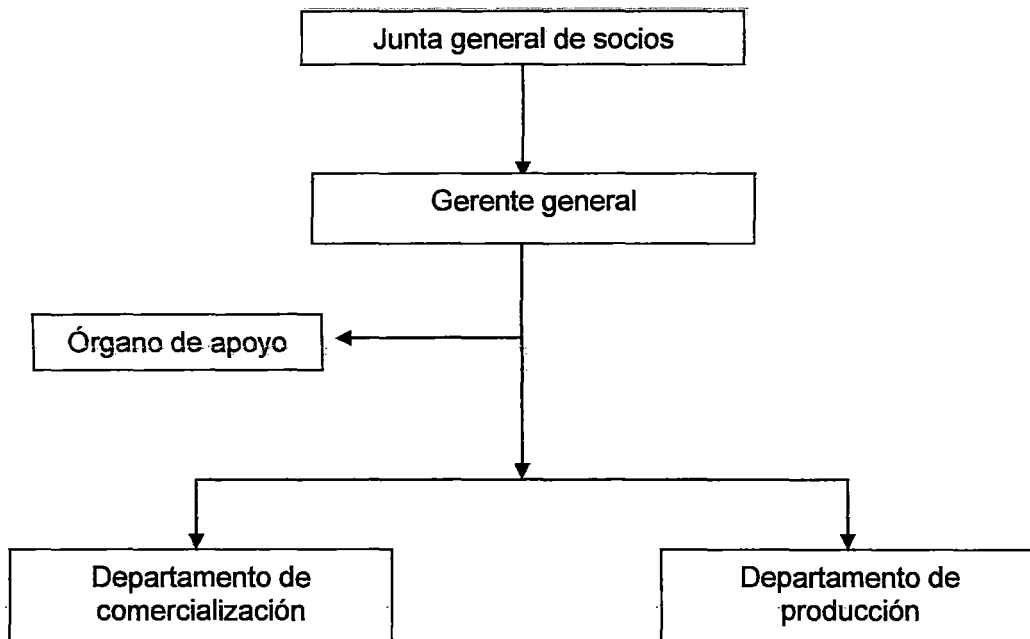 Junta general de socios
Gerente general
Órgano de apoyo
Departamento de
comercialización
Departamento de
producción